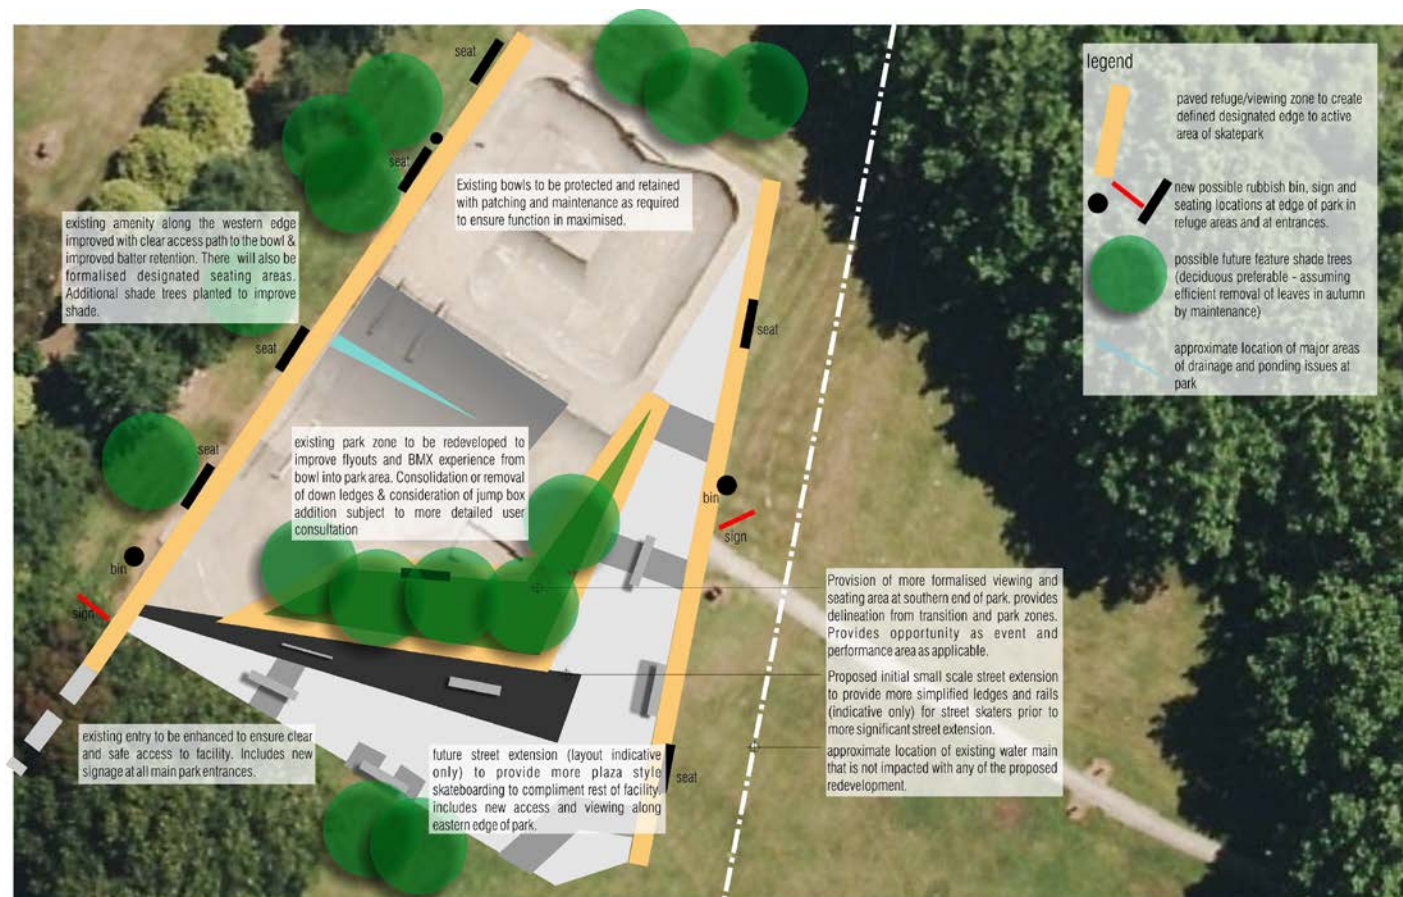 seat
seat
Existing bowls to be protected and retained
with patching and maintenance as required
to ensure function in maximised.
existing amenity along the western edge
improved with clear access path to the bowl &
improved batter retention. There will also be
formalised designated seating areas.
Additional shade trees planted to improve
shade.
seat
seat
seat
existing park zone to be redeveloped to
improve flyouts and BMX experience from
bowl into park area. Consolidation or removal
of down ledges & consideration of jump box
addition subject to more detailed user
consultation
bin
sign
bin
sign
existing entry to be enhanced to ensure clear
and safe access to facility. Includes new
signage at all main park entrances.
future street extension (layout indicative
only) to provide more plaza style
skateboarding to compliment rest of facility.
includes new access and viewing along
eastern edge of park.
seat
Provision of more formalised viewing and
seating area at southern end of park. provides
delineation from transition and park zones.
Provides opportunity as event and
performance area as applicable.
Proposed initial small scale street extension
to provide more simplified ledges and rails
(indicative only) for street skaters prior to
more significant street extension.
approximate location of existing water main
that is not impacted with any of the proposed
redevelopment.
legend
paved refuge/viewing zone to create
defined designated edge to active
area of skatepark
new possible rubbish bin, sign and
seating locations at edge of park in
refuge areas and at entrances.
possible future feature shade trees
(deciduous preferable - assuming
efficient removal of leaves in autumn
by maintenance)
approximate location of major areas
of drainage and ponding issues at
park